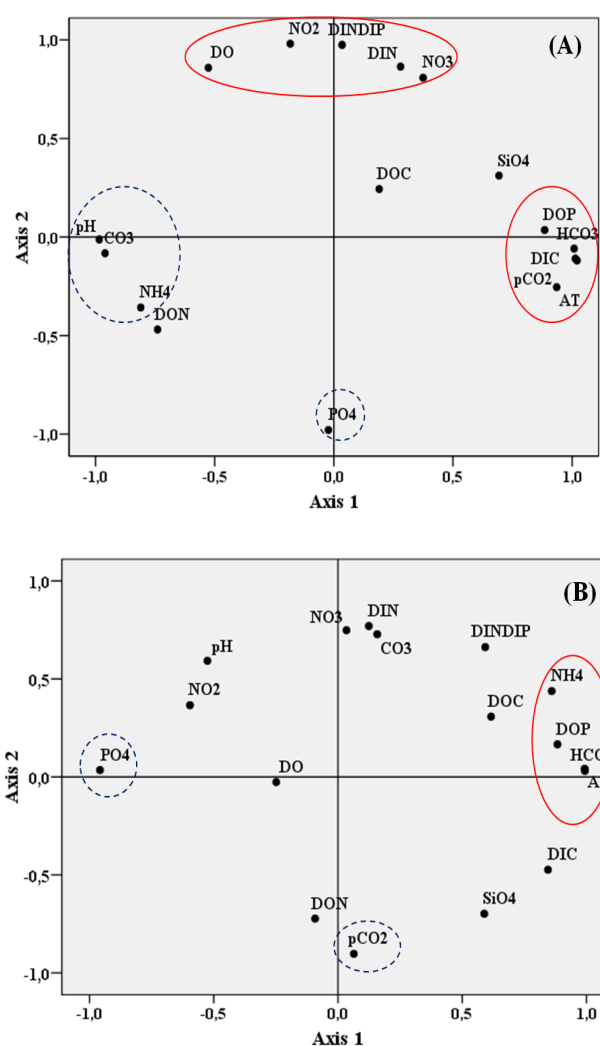 (A)
NO2 DINDIP
DO DIN NO3
1,0
0,5
SiO4
DOC
DOP
pH HCO3
0,0
CO3
DIC
pCO2
AT
NH4
DON
-0,5
PO4
-1,0
Axis 2
-1,0 -0,5 0,0 0,5 1,0
Axis 1
(B)
1,0
NO3 DIN
CO3 DINDIP
pH
NH4
0,5
NO2 DOC
DOP
PO4 DO HCO
0,0
A
DIC
-0,5
SiO4
DON
pCO2
-1,0
Axis 2
-1,0 -0,5 0,0 0,5 1,0
Axis 1